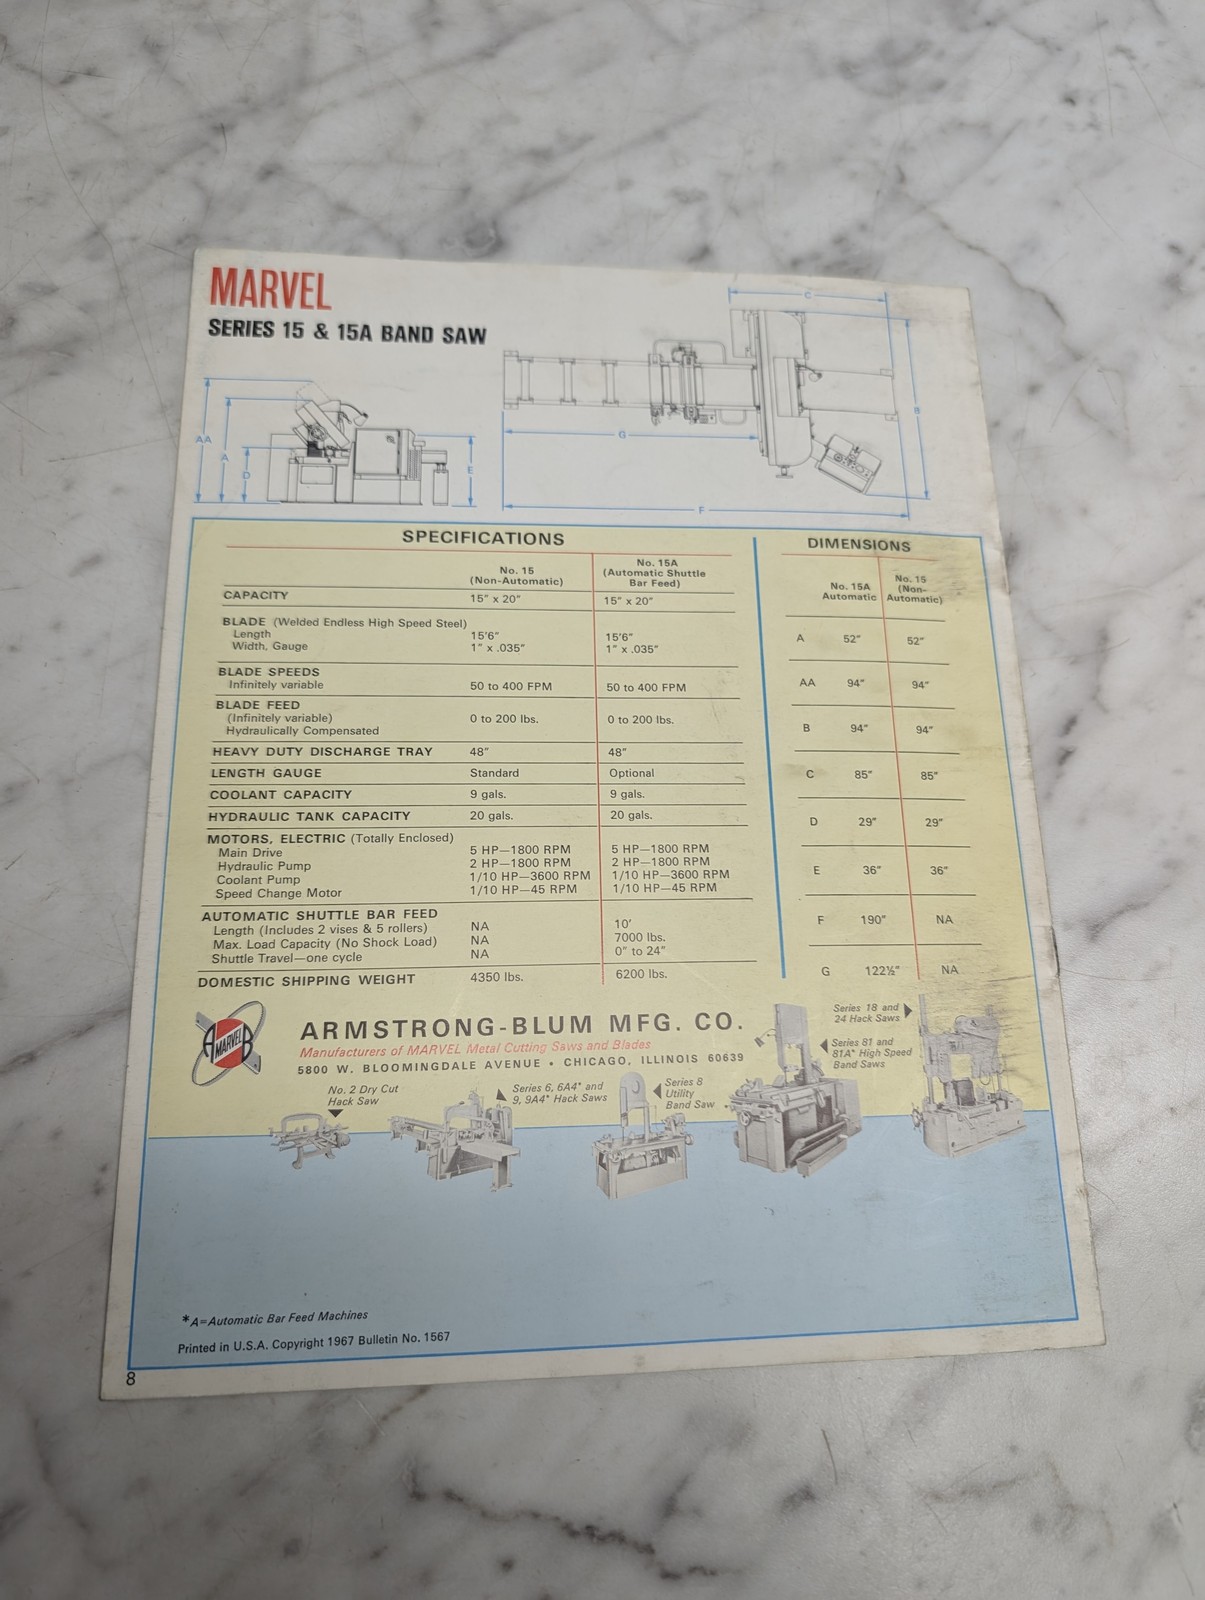 MARVEL
SERIES 15 & 15A BAND SAW
AA
A
D
E
C
B
G
F
SPECIFICATIONS
No. 15
(Non-Automatic)
No. 15A
(Automatic Shuttle
Bar Feed)
CAPACITY 15" x 20" 15" x 20"
BLADE (Welded Endless High Speed Steel)
Length 15'6" 15'6"
Width, Gauge 1" x .035" 1" x .035"
BLADE SPEEDS
Infinitely variable 50 to 400 FPM 50 to 400 FPM
BLADE FEED
(Infinitely variable) 0 to 200 lbs. 0 to 200 lbs.
Hydraulically Compensated
HEAVY DUTY DISCHARGE TRAY 48" 48"
LENGTH GAUGE Standard Optional
COOLANT CAPACITY 9 gals. 9 gals.
HYDRAULIC TANK CAPACITY 20 gals. 20 gals.
MOTORS, ELECTRIC (Totally Enclosed)
Main Drive 5 HP—1800 RPM 5 HP—1800 RPM
Hydraulic Pump 2 HP—1800 RPM 2 HP—1800 RPM
Coolant Pump 1/10 HP—3600 RPM 1/10 HP—3600 RPM
Speed Change Motor 1/10 HP—45 RPM 1/10 HP—45 RPM
AUTOMATIC SHUTTLE BAR FEED
Length (Includes 2 vises & 5 rollers) NA 10'
Max. Load Capacity (No Shock Load) NA 7000 lbs.
Shuttle Travel—one cycle NA 0" to 24"
DOMESTIC SHIPPING WEIGHT 4350 lbs. 6200 lbs.
DIMENSIONS
No. 15A
Automatic
No. 15
(Non-
Automatic)
A 52" 52"
AA 94" 94"
B 94" 94"
C 85" 85"
D 29" 29"
E 36" 36"
F 190" NA
G 122½" NA
A MARVEL B
ARMSTRONG-BLUM MFG. CO.
Manufacturers of MARVEL Metal Cutting Saws and Blades
5800 W. BLOOMINGDALE AVENUE • CHICAGO, ILLINOIS 60639
No. 2 Dry Cut
Hack Saw
Series 6, 6A4* and
9, 9A4* Hack Saws
Series 8
Utility
Band Saw
Series 81 and
81A* High Speed
Band Saws
Series 18 and
24 Hack Saws
*A=Automatic Bar Feed Machines
Printed in U.S.A. Copyright 1967 Bulletin No. 1567
8